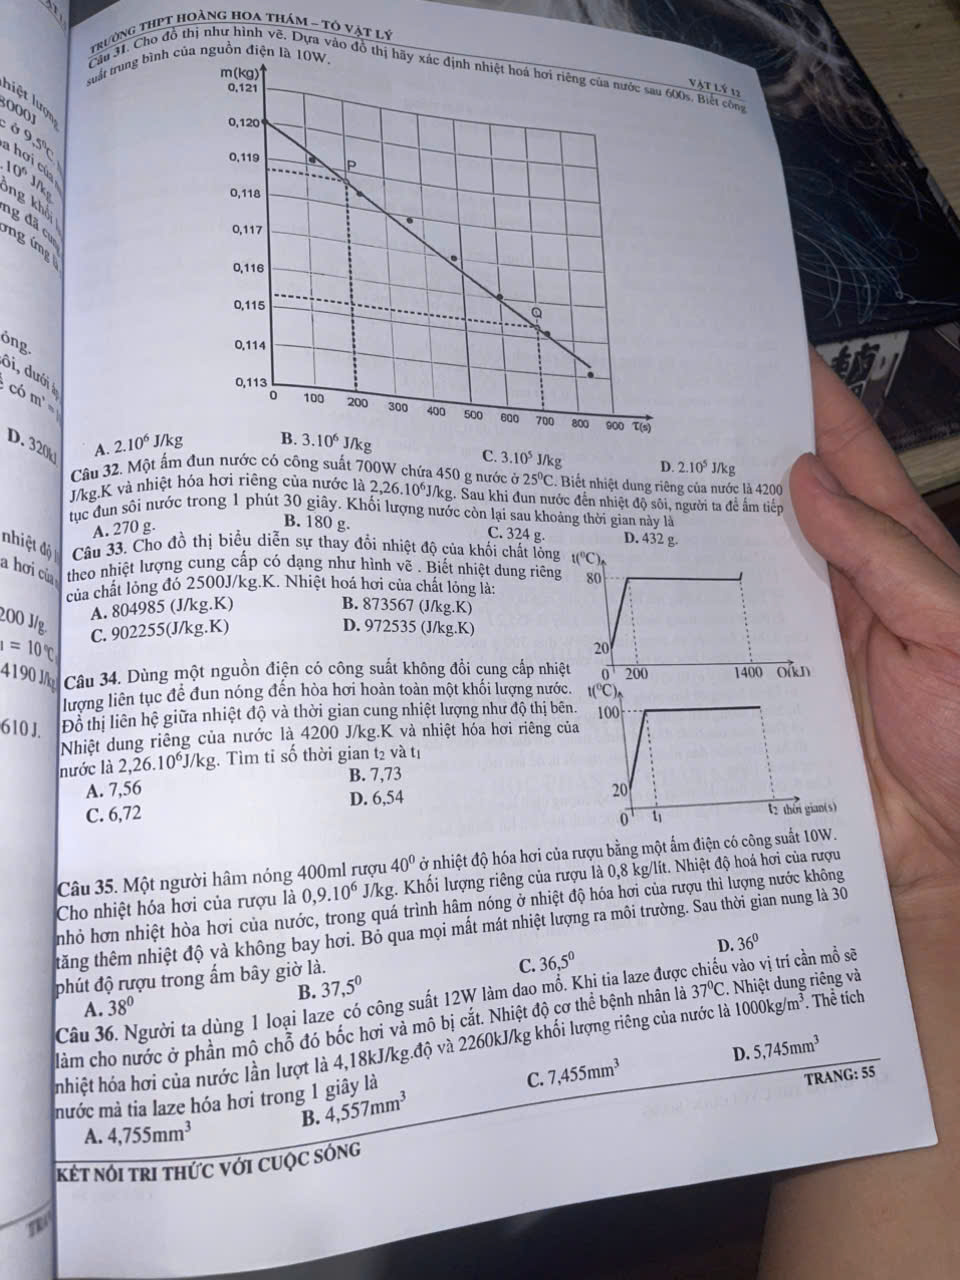 TRƯỜNG THPT HOÀNG HOA THÁM – TỔ VẬT LÝ
VẬT LÝ 12
Câu 31. Cho đồ thị như hình vẽ. Dựa vào đồ thị hãy xác định nhiệt hoá hơi riêng của nước sau 600s. Biết công
suất trung bình của nguồn điện là 10W.
m(kg)
0,121
0,120
0,119
P
0,118
0,117
0,116
0,115
Q
0,114
0,113
0 100 200 300 400 500 600 700 800 900 τ(s)
A. 2.10⁶ J/kg B. 3.10⁶ J/kg C. 3.10⁵ J/kg D. 2.10⁵ J/kg
Câu 32. Một ấm đun nước có công suất 700W chứa 450 g nước ở 25⁰C. Biết nhiệt dung riêng của nước là 4200
J/kg.K và nhiệt hóa hơi riêng của nước là 2,26.10⁶J/kg. Sau khi đun nước đến nhiệt độ sôi, người ta để ấm tiếp
tục đun sôi nước trong 1 phút 30 giây. Khối lượng nước còn lại sau khoảng thời gian này là
A. 270 g. B. 180 g. C. 324 g. D. 432 g.
Câu 33. Cho đồ thị biểu diễn sự thay đổi nhiệt độ của khối chất lỏng
theo nhiệt lượng cung cấp có dạng như hình vẽ . Biết nhiệt dung riêng
của chất lỏng đó 2500J/kg.K. Nhiệt hoá hơi của chất lỏng là:
A. 804985 (J/kg.K) B. 873567 (J/kg.K)
C. 902255(J/kg.K) D. 972535 (J/kg.K)
t(⁰C)
80
20
0 200 1400 Q(kJ)
Câu 34. Dùng một nguồn điện có công suất không đổi cung cấp nhiệt
lượng liên tục để đun nóng đến hòa hơi hoàn toàn một khối lượng nước.
Đồ thị liên hệ giữa nhiệt độ và thời gian cung nhiệt lượng như độ thị bên.
Nhiệt dung riêng của nước là 4200 J/kg.K và nhiệt hóa hơi riêng của
nước là 2,26.10⁶J/kg. Tìm tỉ số thời gian t₂ và t₁
A. 7,56 B. 7,73
C. 6,72 D. 6,54
t(⁰C)
100
20
0 t₁ t₂ thời gian(s)
Câu 35. Một người hâm nóng 400ml rượu 40⁰ ở nhiệt độ hóa hơi của rượu bằng một ấm điện có công suất 10W.
Cho nhiệt hóa hơi của rượu là 0,9.10⁶ J/kg. Khối lượng riêng của rượu là 0,8 kg/lít. Nhiệt độ hoá hơi của rượu
nhỏ hơn nhiệt hòa hơi của nước, trong quá trình hâm nóng ở nhiệt độ hóa hơi của rượu thì lượng nước không
tăng thêm nhiệt độ và không bay hơi. Bỏ qua mọi mất mát nhiệt lượng ra môi trường. Sau thời gian nung là 30
phút độ rượu trong ấm bây giờ là.
A. 38⁰ B. 37,5⁰ C. 36,5⁰ D. 36⁰
Câu 36. Người ta dùng 1 loại laze có công suất 12W làm dao mổ. Khi tia laze được chiếu vào vị trí cần mổ sẽ
làm cho nước ở phần mô chỗ đó bốc hơi và mô bị cắt. Nhiệt độ cơ thể bệnh nhân là 37⁰C. Nhiệt dung riêng và
nhiệt hóa hơi của nước lần lượt là 4,18kJ/kg.độ và 2260kJ/kg khối lượng riêng của nước là 1000kg/m³. Thể tích
nước mà tia laze hóa hơi trong 1 giây là
A. 4,755mm³ B. 4,557mm³ C. 7,455mm³ D. 5,745mm³
TRANG: 55
KẾT NỐI TRI THỨC VỚI CUỘC SỐNG